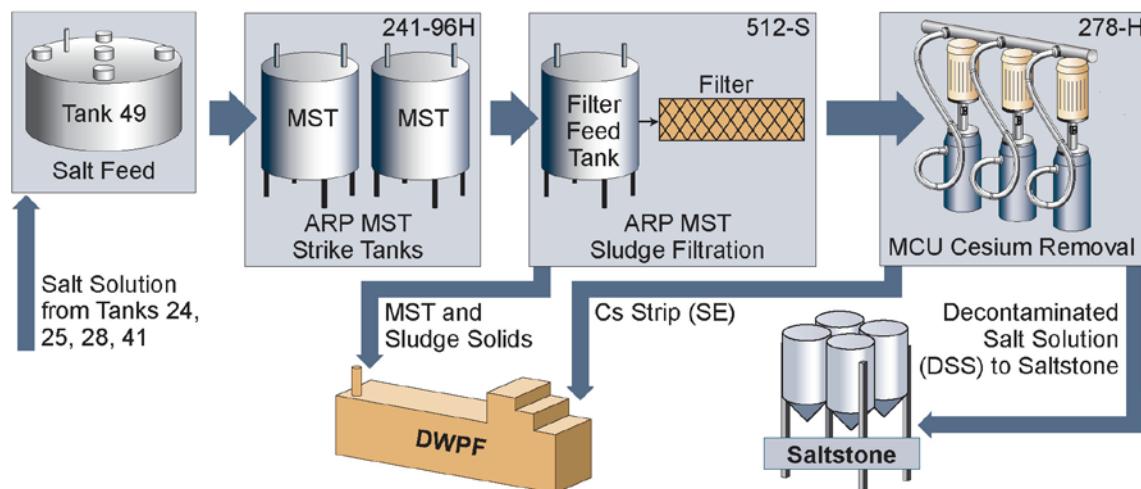 Tank 49
Salt Feed
Salt Solution
from Tanks 24,
25, 28, 41
241-96H
MST
MST
ARP MST
Strike Tanks
512-S
Filter
Feed
Tank
Filter
ARP MST
Sludge Filtration
278-H
MCU Cesium Removal
MST and
Sludge Solids
Cs Strip (SE)
Decontaminated
Salt Solution
(DSS) to Saltstone
DWPF
Saltstone